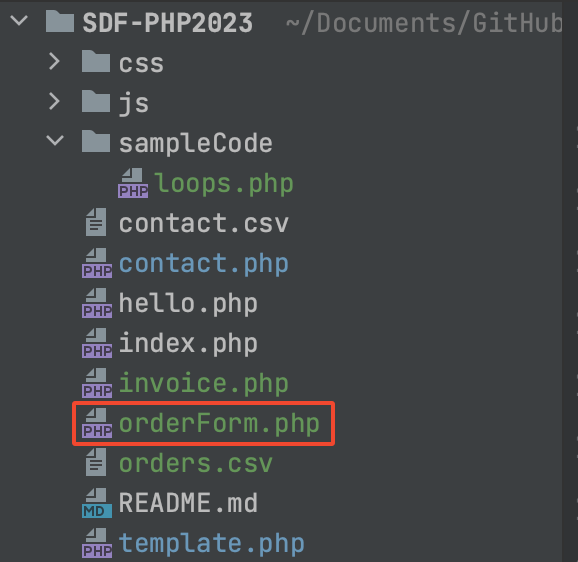 SDF-PHP2023 ~/Documents/GitHub
css
js
sampleCode
PHP loops.php
contact.csv
PHP contact.php
PHP hello.php
PHP index.php
PHP invoice.php
PHP orderForm.php
orders.csv
MD README.md
PHP template.php